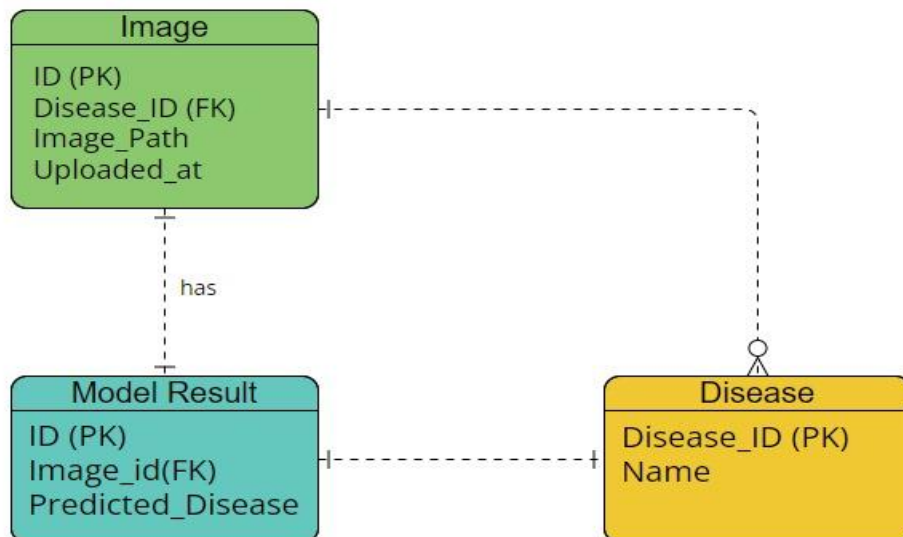 Image
ID (PK)
Disease_ID (FK)
Image_Path
Uploaded_at
has
Model Result
ID (PK)
Image_id(FK)
Predicted_Disease
Disease
Disease_ID (PK)
Name